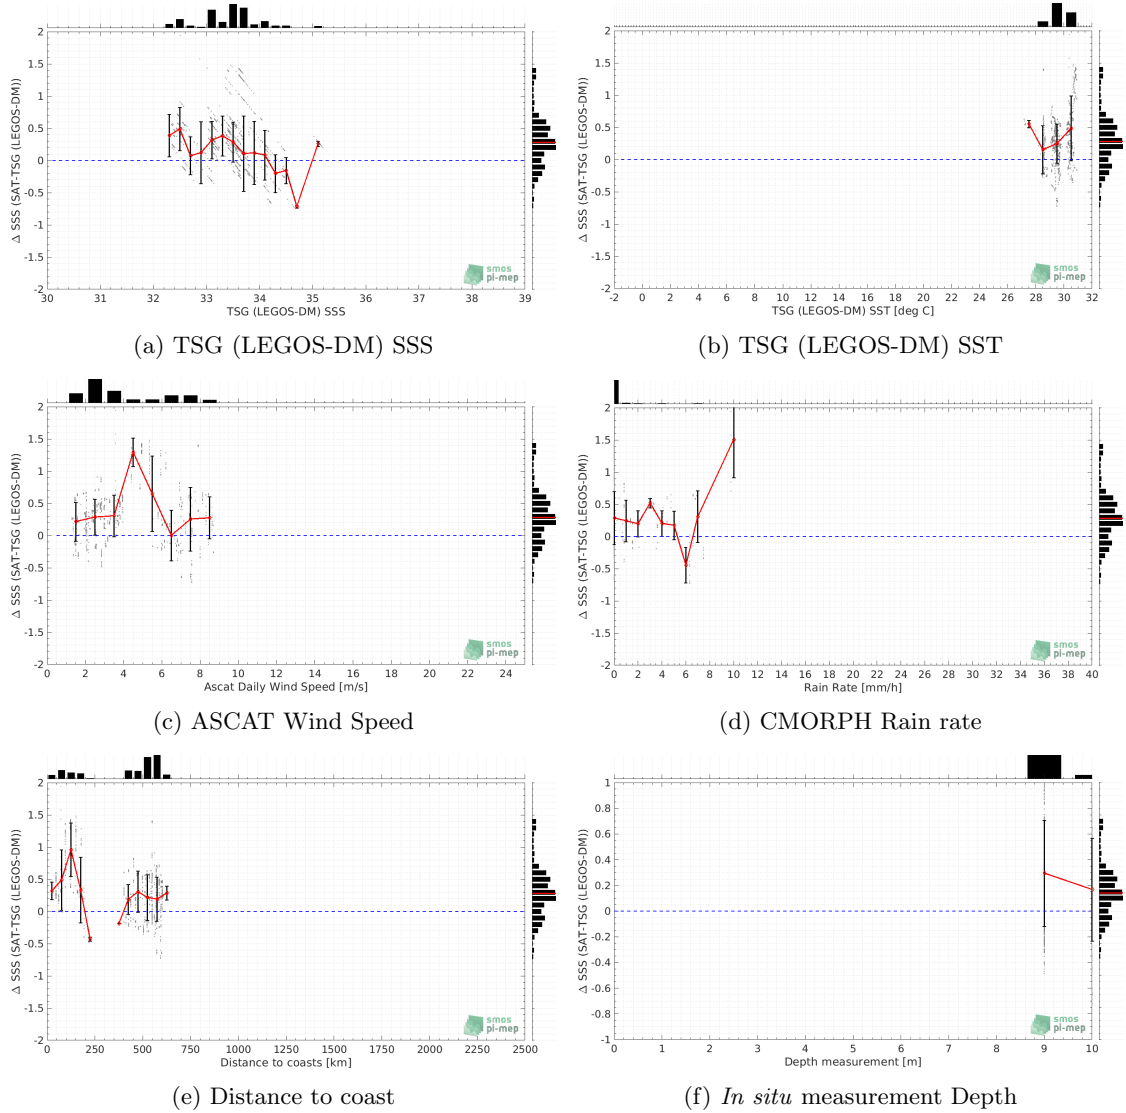 2
1.5
1
0.5
0
-0.5
-1
-1.5
-2
Δ SSS (SAT-TSG (LEGOS-DM))
30 31 32 33 34 35 36 37 38 39
TSG (LEGOS-DM) SSS
smos
pi-mep
(a) TSG (LEGOS-DM) SSS
2
1.5
1
0.5
0
-0.5
-1
-1.5
-2
Δ SSS (SAT-TSG (LEGOS-DM))
-2 0 2 4 6 8 10 12 14 16 18 20 22 24 26 28 30 32
TSG (LEGOS-DM) SST [deg C]
smos
pi-mep
(b) TSG (LEGOS-DM) SST
2
1.5
1
0.5
0
-0.5
-1
-1.5
-2
Δ SSS (SAT-TSG (LEGOS-DM))
0 2 4 6 8 10 12 14 16 18 20 22 24
Ascat Daily Wind Speed [m/s]
smos
pi-mep
(c) ASCAT Wind Speed
2
1.5
1
0.5
0
-0.5
-1
-1.5
-2
Δ SSS (SAT-TSG (LEGOS-DM))
0 2 4 6 8 10 12 14 16 18 20 22 24 26 28 30 32 34 36 38 40
Rain Rate [mm/h]
smos
pi-mep
(d) CMORPH Rain rate
2
1.5
1
0.5
0
-0.5
-1
-1.5
-2
Δ SSS (SAT-TSG (LEGOS-DM))
0 250 500 750 1000 1250 1500 1750 2000 2250 2500
Distance to coasts [km]
smos
pi-mep
(e) Distance to coast
1
0.8
0.6
0.4
0.2
0
-0.2
-0.4
-0.6
-0.8
-1
Δ SSS (SAT-TSG (LEGOS-DM))
0 1 2 3 4 5 6 7 8 9 10
Depth measurement [m]
smos
pi-mep
(f) In situ measurement Depth